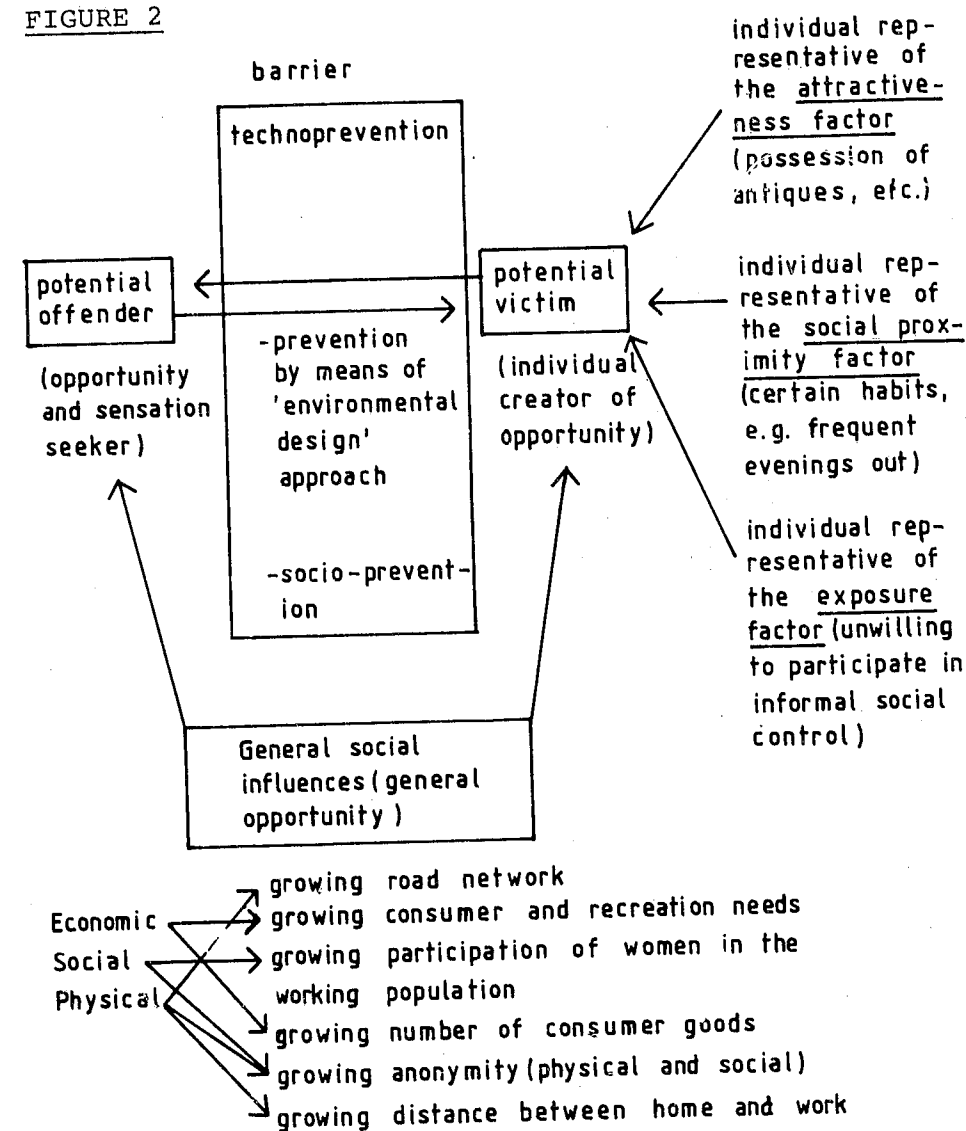 FIGURE 2
barrier
technoprevention
potential
offender
(opportunity
and sensation
seeker)
-prevention
by means of
'environmental
design'
approach
-socio-prevent-
ion
potential
victim
(individual
creator of
opportunity)
individual rep-
resentative of
the attractive-
ness factor
(possession of
antiques, etc.)
individual rep-
resentative of
the social prox-
imity factor
(certain habits,
e.g. frequent
evenings out)
individual rep-
resentative of
the exposure
factor (unwilling
to participate in
informal social
control)
General social
influences (general
opportunity)
Economic
Social
Physical
growing road network
growing consumer and recreation needs
growing participation of women in the
working population
growing number of consumer goods
growing anonymity (physical and social)
growing distance between home and work